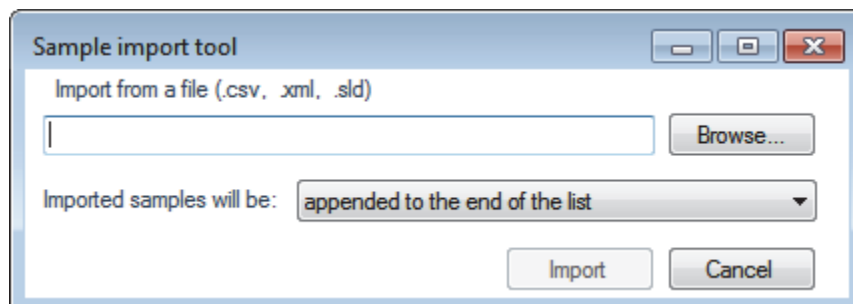 Sample import tool
Import from a file (.csv, .xml, .sld)
Browse...
Imported samples will be: appended to the end of the list
Import Cancel